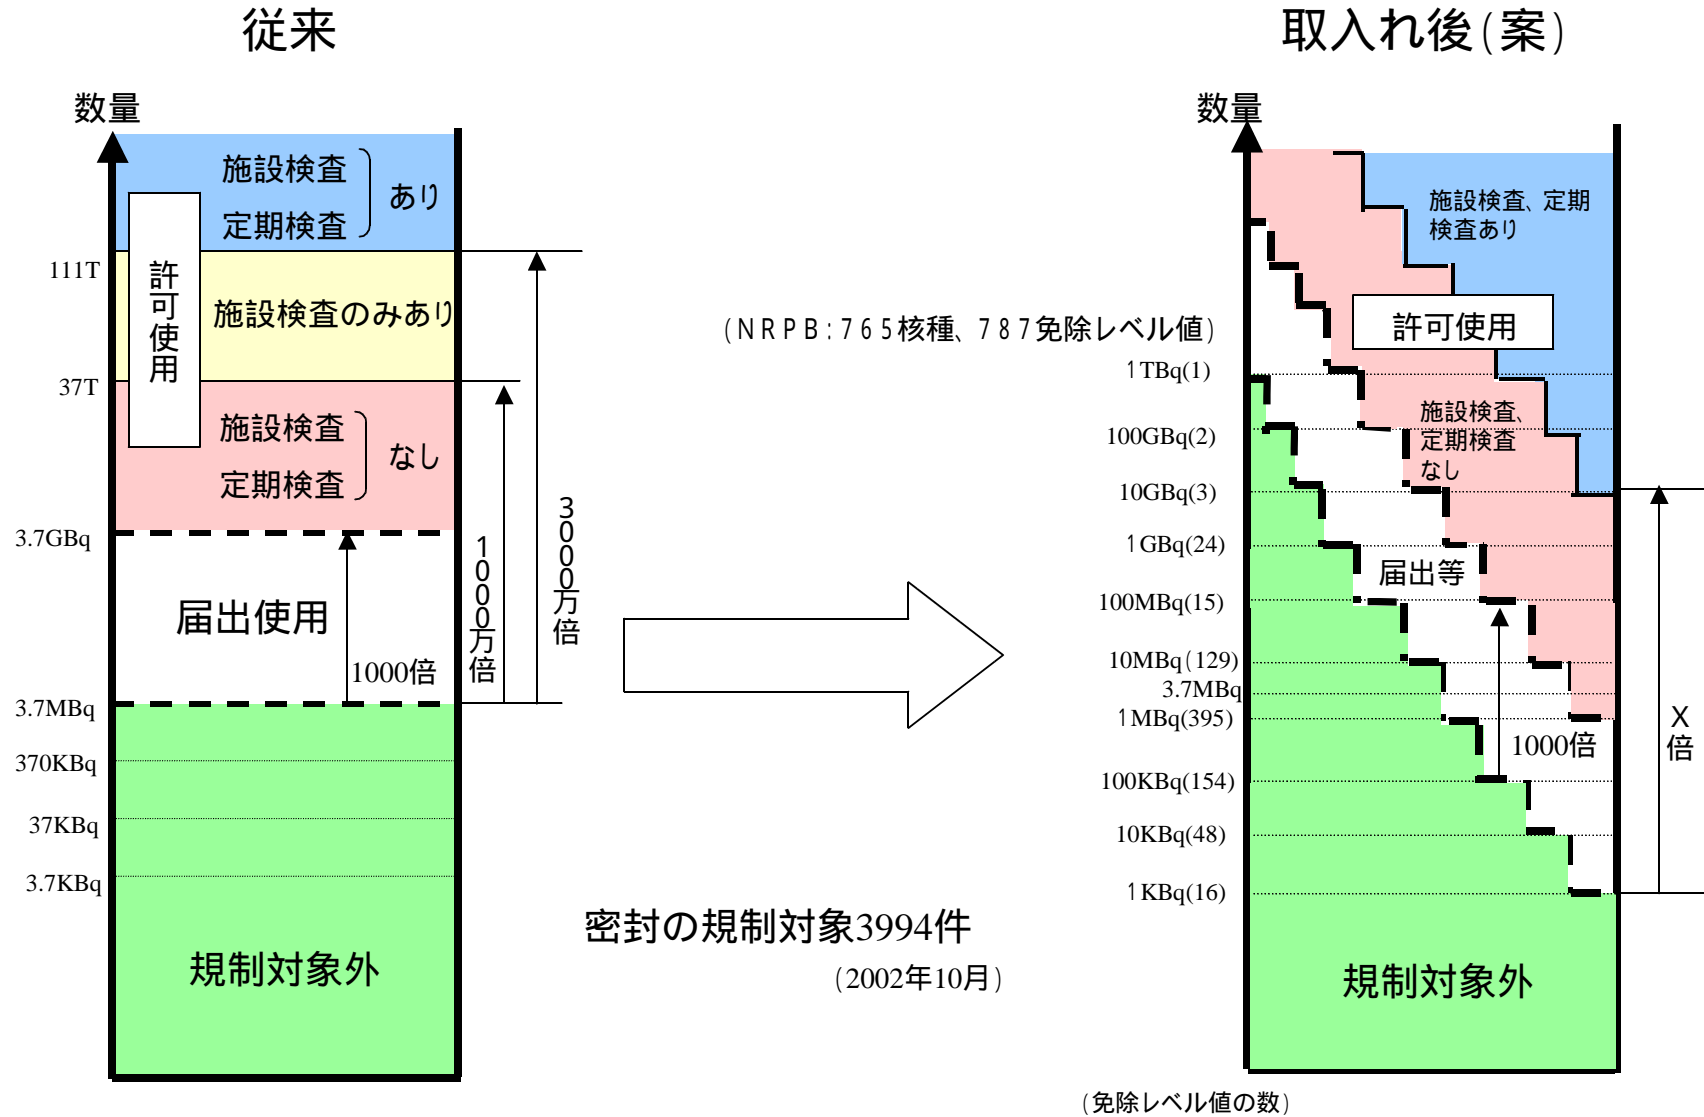 従来
取入れ後(案)
数量
施設検査
定期検査
あり
111T
許可使用
施設検査のみあり
37T
施設検査
定期検査
なし
3.7GBq
届出使用
1000倍
1000万倍
3000万倍
3.7MBq
370KBq
37KBq
3.7KBq
規制対象外
密封の規制対象3994件
(2002年10月)
数量
施設検査、定期
検査あり
許可使用
(NRPB:765核種、787免除レベル値)
1TBq(1)
施設検査、
定期検査
なし
100GBq(2)
10GBq(3)
1GBq(24)
届出等
100MBq(15)
10MBq(129)
3.7MBq
1MBq(395)
1000倍
X倍
100KBq(154)
10KBq(48)
1KBq(16)
規制対象外
(免除レベル値の数)